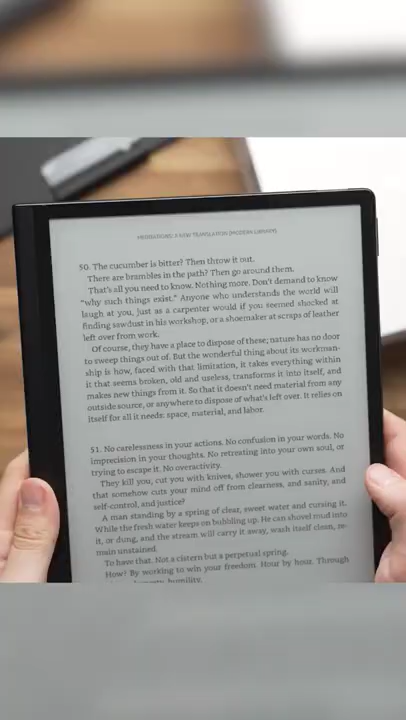 MEDITATIONS: A NEW TRANSLATION (MODERN LIBRARY)
50. The cucumber is bitter? Then throw it out.
There are brambles in the path? Then go around them.
That's all you need to know. Nothing more. Don't demand to know
"why such things exist." Anyone who understands the world will
laugh at you, just as a carpenter would if you seemed shocked at
finding sawdust in his workshop, or a shoemaker at scraps of leather
left over from work.
Of course, they have a place to dispose of these; nature has no door
to sweep things out of. But the wonderful thing about its workman-
ship is how, faced with that limitation, it takes everything within
it that seems broken, old and useless, transforms it into itself, and
makes new things from it. So that it doesn't need material from any
outside source, or anywhere to dispose of what's left over. It relies on
itself for all it needs: space, material, and labor.
51. No carelessness in your actions. No confusion in your words. No
imprecision in your thoughts. No retreating into your own soul, or
trying to escape it. No overactivity.
They kill you, cut you with knives, shower you with curses. And
that somehow cuts your mind off from clearness, and sanity, and
self-control, and justice?
A man standing by a spring of clear, sweet water and cursing it.
While the fresh water keeps on bubbling up. He can shovel mud into
it, or dung, and the stream will carry it away, wash itself clean, re-
main unstained.
To have that. Not a cistern but a perpetual spring.
How? By working to win your freedom. Hour by hour. Through
humility.